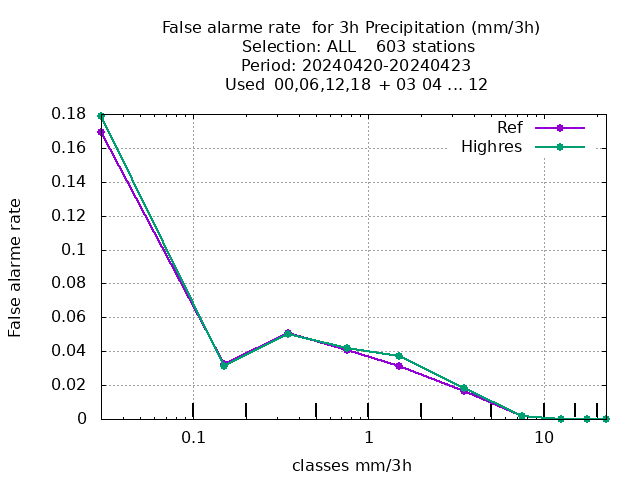 False alarme rate  for 3h Precipitation (mm/3h)
Selection: ALL    603 stations
Period: 20240420-20240423
Used  00,06,12,18  + 03 04 ... 12
Ref
Highres
False alarme rate
0.18
0.16
0.14
0.12
0.1
0.08
0.06
0.04
0.02
0
0.1
1
10
classes mm/3h